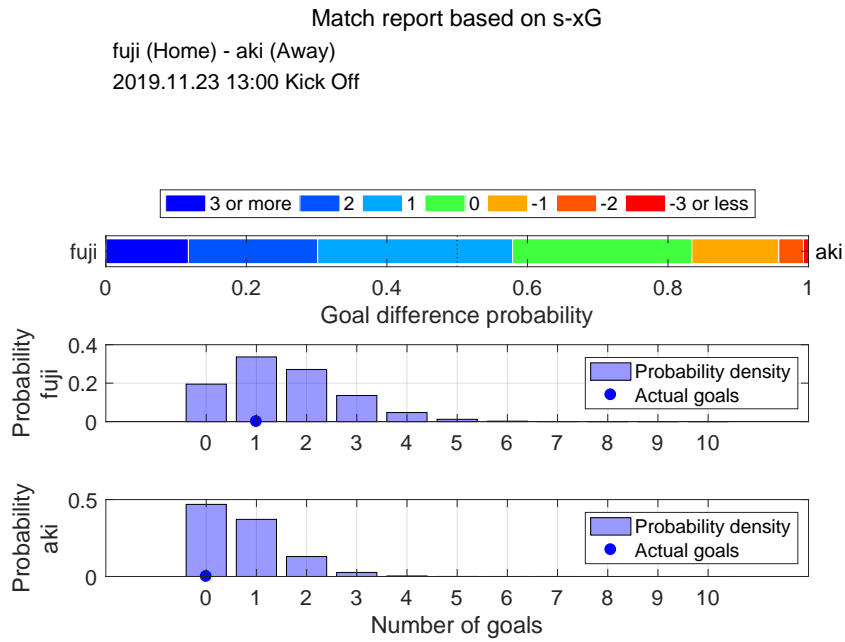 Match report based on s-xG
fuji (Home) - aki (Away)
2019.11.23 13:00 Kick Off
3 or more 2 1 0 -1 -2 -3 or less
fuji aki
0 0.2 0.4 0.6 0.8 1
Goal difference probability
Probability
fuji
0.4
0.2
0
Probability density
Actual goals
0 1 2 3 4 5 6 7 8 9 10
Probability
aki
0.5
0
Probability density
Actual goals
0 1 2 3 4 5 6 7 8 9 10
Number of goals